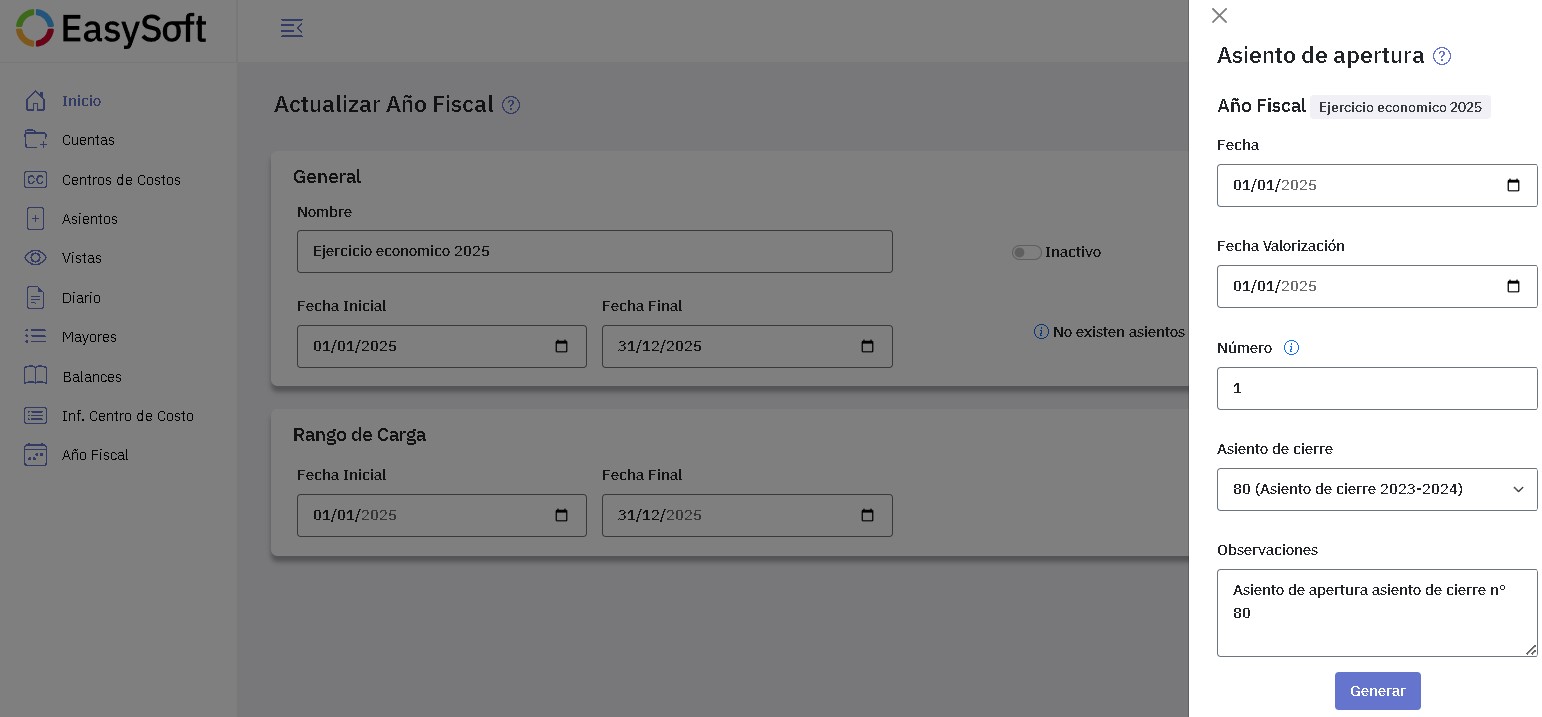 EasySoft
Inicio
Cuentas
CC Centros de Costos
Asientos
Vistas
Diario
Mayores
Balances
Inf. Centro de Costo
Año Fiscal
Actualizar Año Fiscal ?
General
Nombre
Ejercicio economico 2025
Inactivo
Fecha Inicial Fecha Final
01/01/2025 31/12/2025
i No existen asientos
Rango de Carga
Fecha Inicial Fecha Final
01/01/2025 31/12/2025
Asiento de apertura ?
Año Fiscal Ejercicio economico 2025
Fecha
01/01/2025
Fecha Valorización
01/01/2025
Número i
1
Asiento de cierre
80 (Asiento de cierre 2023-2024)
Observaciones
Asiento de apertura asiento de cierre nº
80
Generar